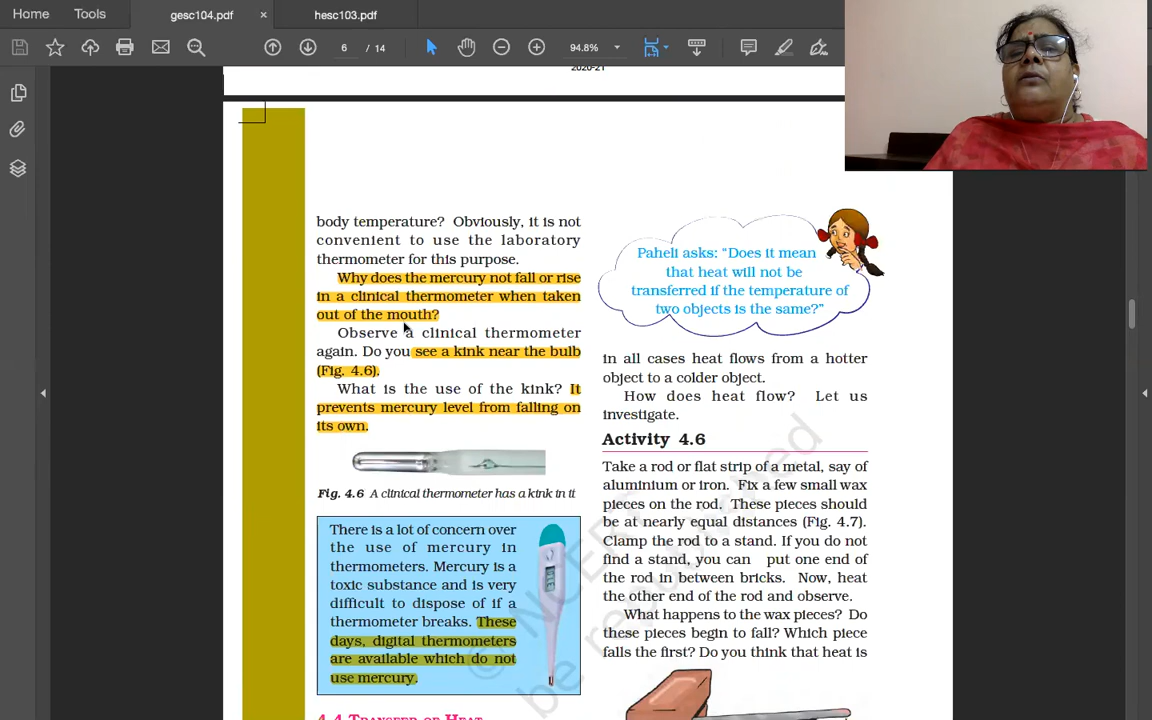 Home
Tools
gesc104.pdf
×
hesc103.pdf
6 / 14
94.8%
2020-21
body temperature? Obviously, it is not
convenient to use the laboratory
thermometer for this purpose.
Why does the mercury not fall or rise
in a clinical thermometer when taken
out of the mouth?
Observe a clinical thermometer
again. Do you see a kink near the bulb
(Fig. 4.6).
What is the use of the kink? It
prevents mercury level from falling on
its own.
Fig. 4.6 A clinical thermometer has a kink in it
There is a lot of concern over
the use of mercury in
thermometers. Mercury is a
toxic substance and is very
difficult to dispose of if a
thermometer breaks. These
days, digital thermometers
are available which do not
use mercury.
4.4 TRANSFER OF HEAT
Paheli asks: "Does it mean
that heat will not be
transferred if the temperature of
two objects is the same?"
in all cases heat flows from a hotter
object to a colder object.
How does heat flow? Let us
investigate.
Activity 4.6
Take a rod or flat strip of a metal, say of
aluminium or iron. Fix a few small wax
pieces on the rod. These pieces should
be at nearly equal distances (Fig. 4.7).
Clamp the rod to a stand. If you do not
find a stand, you can put one end of
the rod in between bricks. Now, heat
the other end of the rod and observe.
What happens to the wax pieces? Do
these pieces begin to fall? Which piece
falls the first? Do you think that heat is
© NCERT
be republished